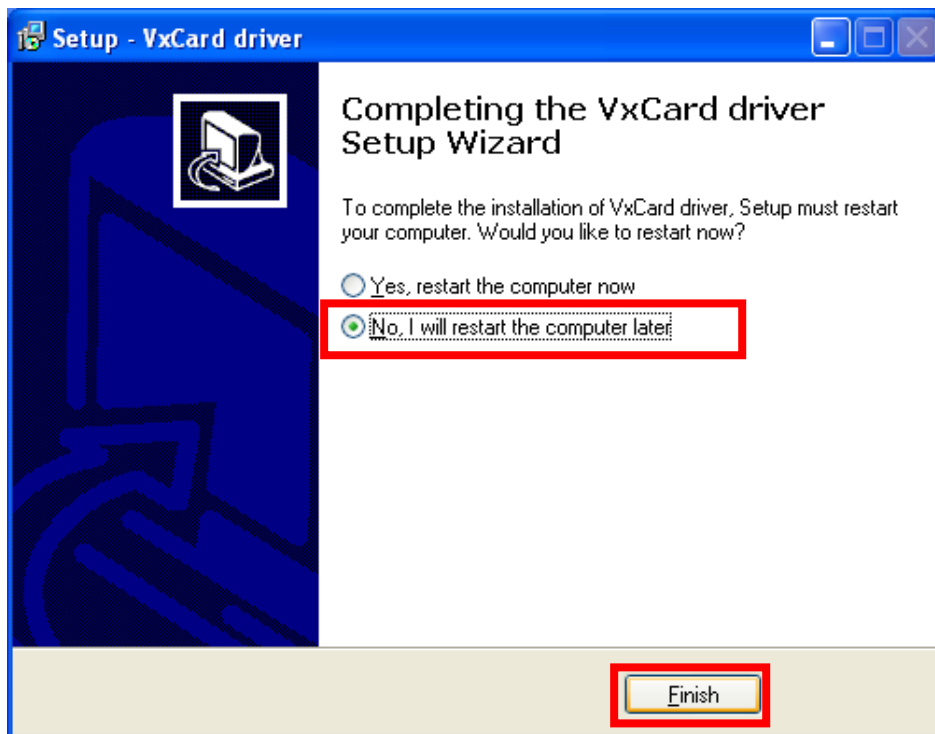 Setup - VxCard driver
Completing the VxCard driver
Setup Wizard
To complete the installation of VxCard driver, Setup must restart
your computer. Would you like to restart now?
Yes, restart the computer now
No, I will restart the computer later
Finish